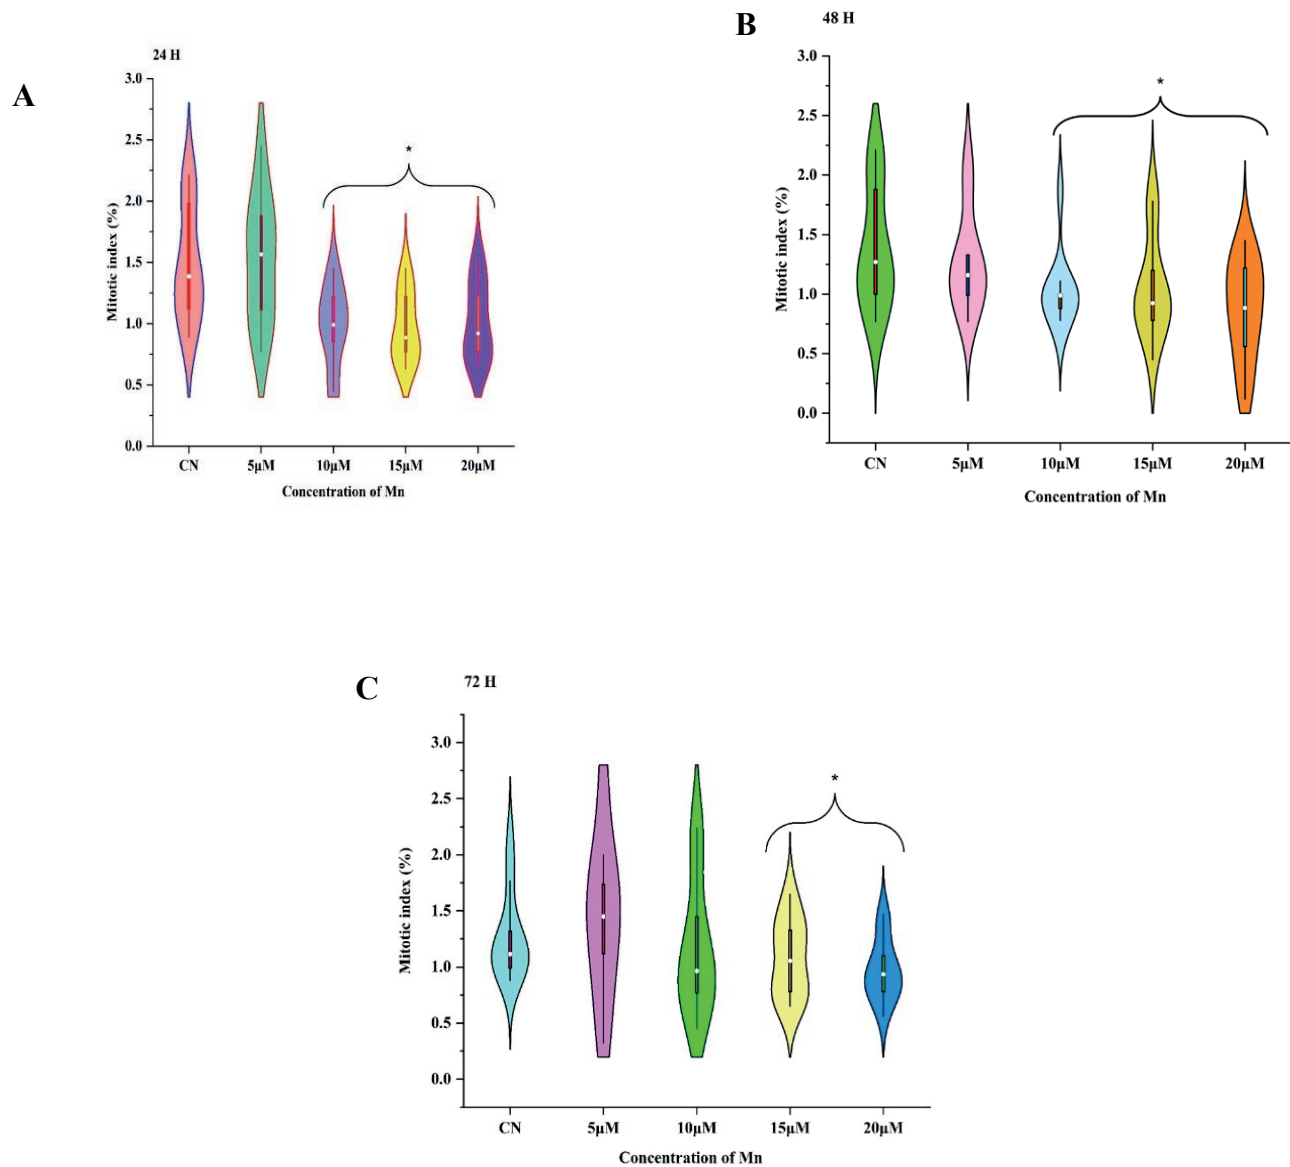 A
24 H
3.0
2.5
2.0
1.5
1.0
0.5
0.0
Mitotic index (%)
*
CN 5μM 10μM 15μM 20μM
Concentration of Mn
B
48 H
3.0
2.5
2.0
1.5
1.0
0.5
0.0
Mitotic index (%)
*
CN 5μM 10μM 15μM 20μM
Concentration of Mn
C
72 H
3.0
2.5
2.0
1.5
1.0
0.5
0.0
Mitotic index (%)
*
CN 5μM 10μM 15μM 20μM
Concentration of Mn